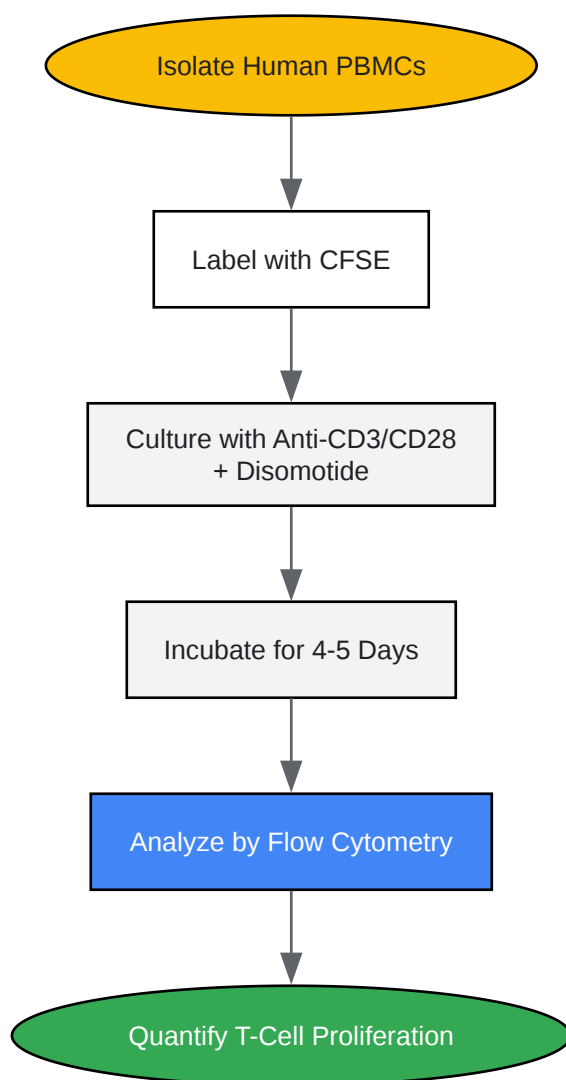 Isolate Human PBMCs
Label with CFSE
Culture with Anti-CD3/CD28
+ Disomotide
Incubate for 4-5 Days
Analyze by Flow Cytometry
Quantify T-Cell Proliferation